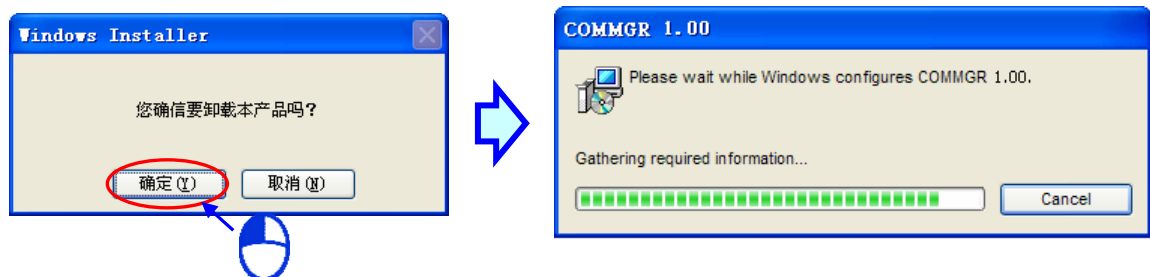 Windows Installer
您确信要卸载本产品吗?
确定(Y)
取消(N)
COMMGR 1.00
Please wait while Windows configures COMMGR 1.00.
Gathering required information...
Cancel